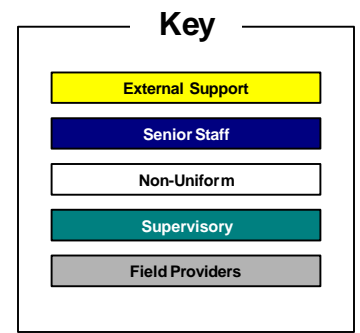 Key
External Support
Senior Staff
Non-Uniform
Supervisory
Field Providers